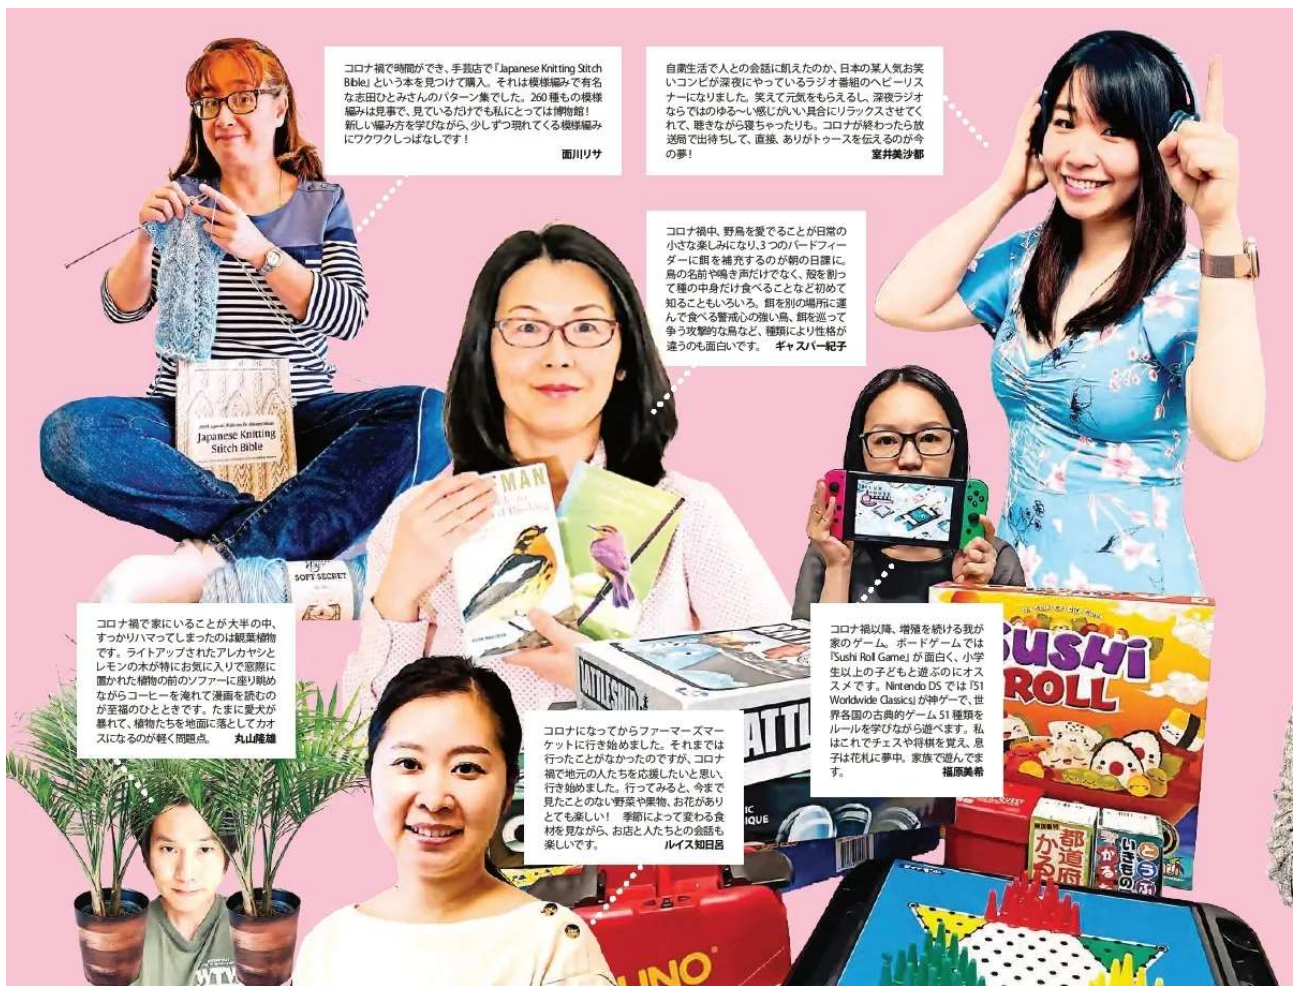 コロナ禍で時間ができ、手芸店で『Japanese Knitting Stitch
Bible』という本を見つけて購入。それは模様編みで有名
な志田ひとみさんのパターン集でした。260種もの模様
編みは見事で、見ているだけでも私にとっては博物館！
新しい編み方を学びながら、少しずつ現れてくる模様編み
にワクワクしっぱなしです！
面川リサ
自粛生活で人との会話に飢えたのか、日本の某人気お笑
いコンビが深夜にやっているラジオ番組のヘビーリス
ナーになりました。笑えて元気をもらえるし、深夜ラジオ
ならではのゆる〜い感じがいい具合にリラックスさせてく
れて、聴きながら寝ちゃったりも。コロナが終わったら放
送局で出待ちして、直接、ありがトゥースを伝えるのが今
の夢！ 室井美沙都
コロナ禍中、野鳥を愛でることが日常の
小さな楽しみになり、3つのバードフィー
ダーに餌を補充するのが朝の日課に。
鳥の名前や鳴き声だけでなく、殻を割っ
て種の中身だけ食べることなど初めて
知ることもいろいろ。餌を別の場所に運
んで食べる警戒心の強い鳥、餌を巡って
争う攻撃的な鳥など、種類により性格が
違うのも面白いです。 ギャスパー紀子
Japanese Knitting
Stitch Bible
MAN
SOFT SECRET
コロナ禍で家にいることが大半の中、
すっかりハマってしまったのは観葉植物
です。ライトアップされたアレカヤシと
レモンの木が特にお気に入りで窓際に
置かれた植物の前のソファーに座り眺め
ながらコーヒーを淹れて漫画を読むの
が至福のひとときです。たまに愛犬が
暴れて、植物たちを地面に落としてカオ
スになるのが軽く問題点。 丸山隆雄
コロナ禍以降、増殖を続ける我が
家のゲーム。ボードゲームでは
『Sushi Roll Game』が面白く、小学
生以上の子どもと遊ぶのにオス
スメです。Nintendo DSでは『51
Worldwide Classics』が神ゲーで、世
界各国の古典的ゲーム51種類を
ルールを学びながら遊べます。私
はこれでチェスや将棋を覚え、息
子は花札に夢中。家族で遊んでま
す。 福原美希
SUSHI
ROLL
BATTLESHIP
BATTL
コロナになってからファーマーズマ
ーケットに行き始めました。それまでは
行ったことがなかったのですが、コロナ
禍で地元の人たちを応援したいと思い、
行き始めました。行ってみると、今まで
見たことのない野菜や果物、お花があり
とても楽しい！ 季節によって変わる食
材を見ながら、お店と人たちとの会話も
楽しいです。 ルイス知日呂
都道府
かる
いきもの
かる
UNO